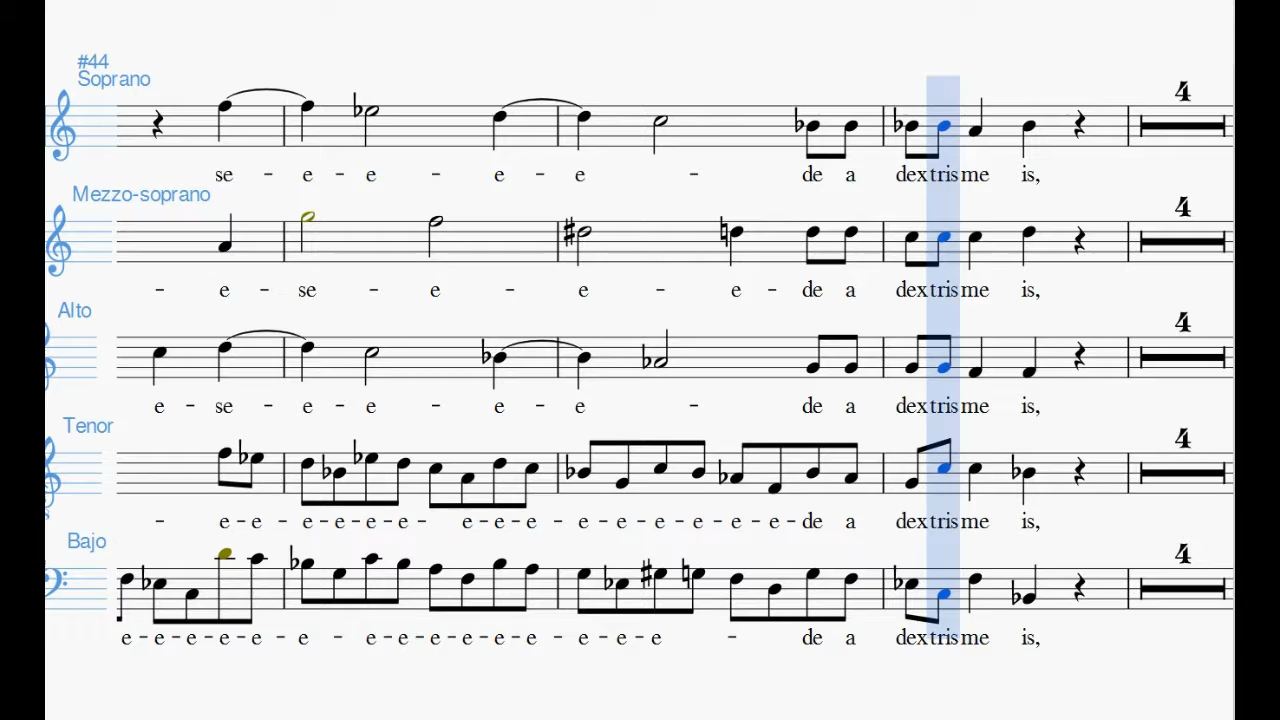 #44
Soprano
4
se - e - e - e - e - de a dextris me is,
Mezzo-soprano
4
- e - se - e - e - e - de a dextris me is,
Alto
4
e - se - e - e - e - e - de a dextris me is,
Tenor
4
- e - e - e - e - e - e - e - e - e - e - e - e - e - e - e - de a dextris me is,
8
Bajo
4
e - e - e - e - e - e - e - e - e - e - e - e - e - e - e - de a dextris me is,